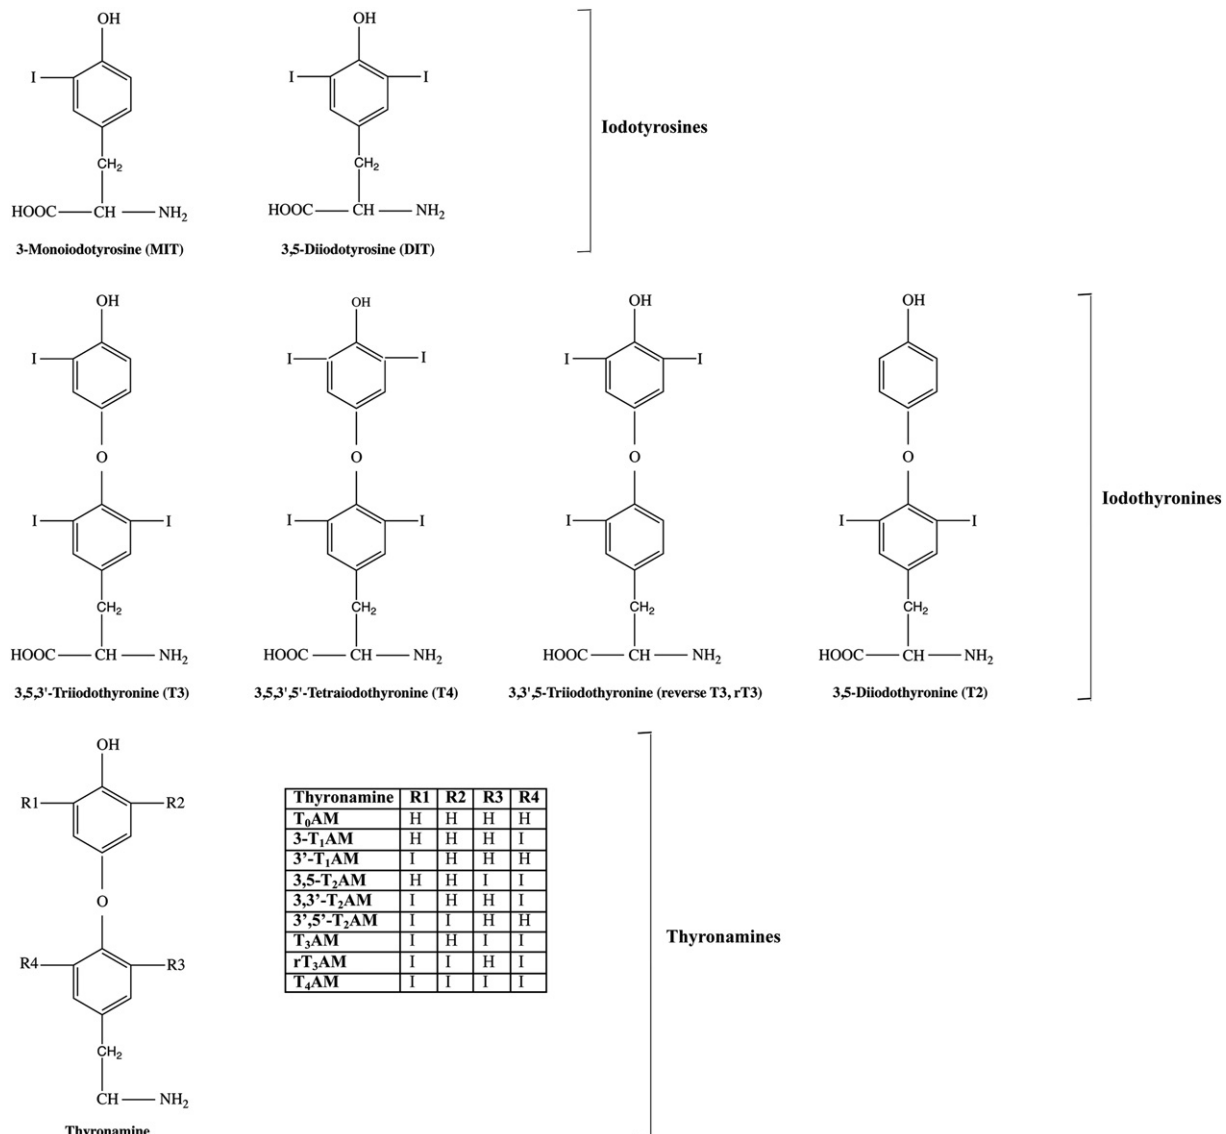 OH OH
I I I
Iodotyrosines
CH₂ CH₂
HOOC CH NH₂ HOOC CH NH₂
3-Monoiodotyrosine (MIT) 3,5-Diiodotyrosine (DIT)
OH OH OH OH
I I I I I
O O O O
Iodothyronines
I I I I I I I
CH₂ CH₂ CH₂ CH₂
HOOC CH NH₂ HOOC CH NH₂ HOOC CH NH₂ HOOC CH NH₂
3,5,3'-Triiodothyronine (T3) 3,5,3',5'-Tetraiodothyronine (T4) 3,3',5-Triiodothyronine (reverse T3, rT3) 3,5-Diiodothyronine (T2)
OH
R1 R2
O
R4 R3
CH₂
CH NH₂
Thyronamine
Thyronamine R1 R2 R3 R4
T₀AM H H H H
3-T₁AM H H H I
3’-T₁AM I H H H
3,5-T₂AM H H I I
3,3’-T₂AM I H H I
3’,5’-T₂AM I I H H
T₃AM I H I I
rT₃AM I I H I
T₄AM I I I I
Thyronamines